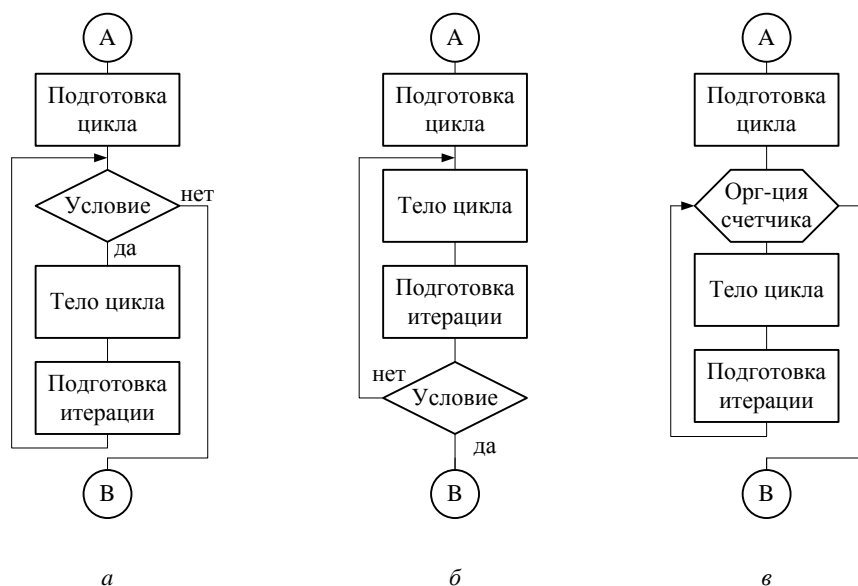 А
Подготовка
цикла
Условие
нет
да
Тело цикла
Подготовка
итерации
В
а
А
Подготовка
цикла
Тело цикла
Подготовка
итерации
нет
Условие
да
В
б
А
Подготовка
цикла
Орг-ция
счетчика
Тело цикла
Подготовка
итерации
В
в